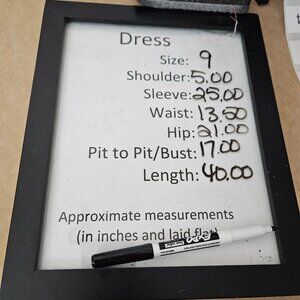 Dress
Size: 9
Shoulder: 5.00
Sleeve: 25.00
Waist: 13.50
Hip: 21.00
Pit to Pit/Bust: 17.00
Length: 40.00
Approximate measurements
(in inches and laid flat)